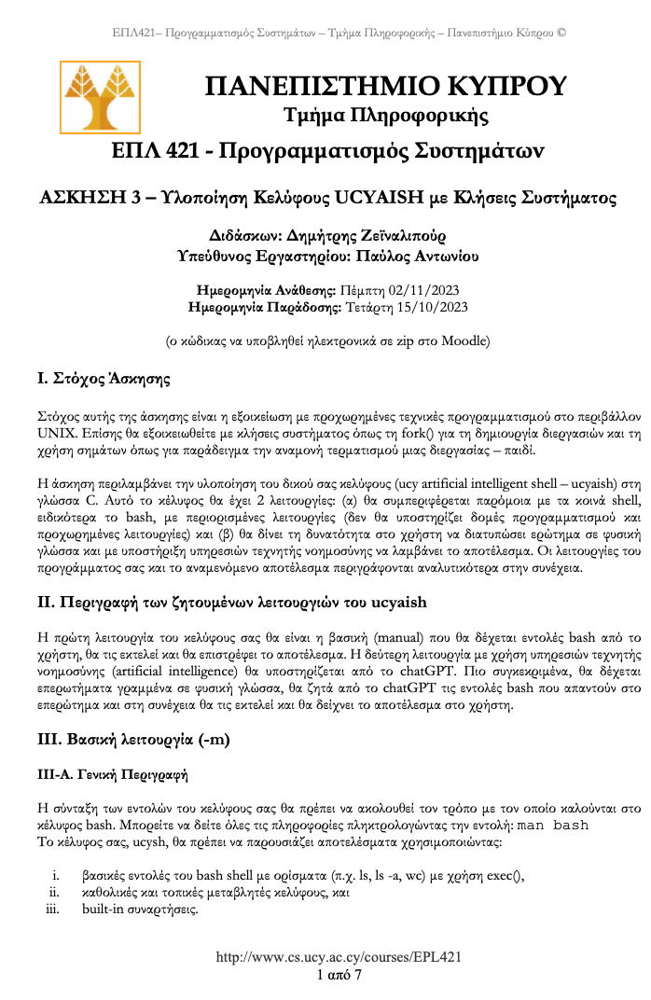 ΕΠΛ421– Προγραμματισμός Συστημάτων – Τμήμα Πληροφορικής – Πανεπιστήμιο Κύπρου ©
ΠΑΝΕΠΙΣΤΗΜΙΟ ΚΥΠΡΟΥ
Τμήμα Πληροφορικής
ΕΠΛ 421 - Προγραμματισμός Συστημάτων
ΑΣΚΗΣΗ 3 – Υλοποίηση Κελύφους UCYAISH με Κλήσεις Συστήματος
Διδάσκων: Δημήτρης Ζεϊναλιπούρ
Υπεύθυνος Εργαστηρίου: Παύλος Αντωνίου
Ημερομηνία Ανάθεσης: Πέμπτη 02/11/2023
Ημερομηνία Παράδοσης: Τετάρτη 15/10/2023
(ο κώδικας να υποβληθεί ηλεκτρονικά σε zip στο Moodle)
I. Στόχος Άσκησης
Στόχος αυτής της άσκησης είναι η εξοικείωση με προχωρημένες τεχνικές προγραμματισμού στο περιβάλλον
UNIX. Επίσης θα εξοικειωθείτε με κλήσεις συστήματος όπως τη fork() για τη δημιουργία διεργασιών και τη
χρήση σημάτων όπως για παράδειγμα την αναμονή τερματισμού μιας διεργασίας – παιδί.
Η άσκηση περιλαμβάνει την υλοποίηση του δικού σας κελύφους (ucy artificial intelligent shell – ucyaish) στη
γλώσσα C. Αυτό το κέλυφος θα έχει 2 λειτουργίες: (α) θα συμπεριφέρεται παρόμοια με τα κοινά shell,
ειδικότερα το bash, με περιορισμένες λειτουργίες (δεν θα υποστηρίζει δομές προγραμματισμού και
προχωρημένες λειτουργίες) και (β) θα δίνει τη δυνατότητα στο χρήστη να διατυπώσει ερώτημα σε φυσική
γλώσσα και με υποστήριξη υπηρεσιών τεχνητής νοημοσύνης να λαμβάνει το αποτέλεσμα. Οι λειτουργίες του
προγράμματος σας και το αναμενόμενο αποτέλεσμα περιγράφονται αναλυτικότερα στην συνέχεια.
II. Περιγραφή των ζητουμένων λειτουργιών του ucyaish
Η πρώτη λειτουργία του κελύφους σας θα είναι η βασική (manual) που θα δέχεται εντολές bash από το
χρήστη, θα τις εκτελεί και θα επιστρέφει το αποτέλεσμα. Η δεύτερη λειτουργία με χρήση υπηρεσιών τεχνητής
νοημοσύνης (artificial intelligence) θα υποστηρίζεται από το chatGPT. Πιο συγκεκριμένα, θα δέχεται
επερωτήματα γραμμένα σε φυσική γλώσσα, θα ζητά από το chatGPT τις εντολές bash που απαντούν στο
επερώτημα και στη συνέχεια θα τις εκτελεί και θα δείχνει το αποτέλεσμα στο χρήστη.
III. Βασική λειτουργία (-m)
III-A. Γενική Περιγραφή
Η σύνταξη των εντολών του κελύφους σας θα πρέπει να ακολουθεί τον τρόπο με τον οποίο καλούνται στο
κέλυφος bash. Μπορείτε να δείτε όλες τις πληροφορίες πληκτρολογώντας την εντολή: man bash
Το κέλυφος σας, ucysh, θα πρέπει να παρουσιάζει αποτελέσματα χρησιμοποιώντας:
i. βασικές εντολές του bash shell με ορίσματα (π.χ. ls, ls -a, wc) με χρήση exec(),
ii. καθολικές και τοπικές μεταβλητές κελύφους, και
iii. built-in συναρτήσεις.
http://www.cs.ucy.ac.cy/courses/EPL421
1 από 7